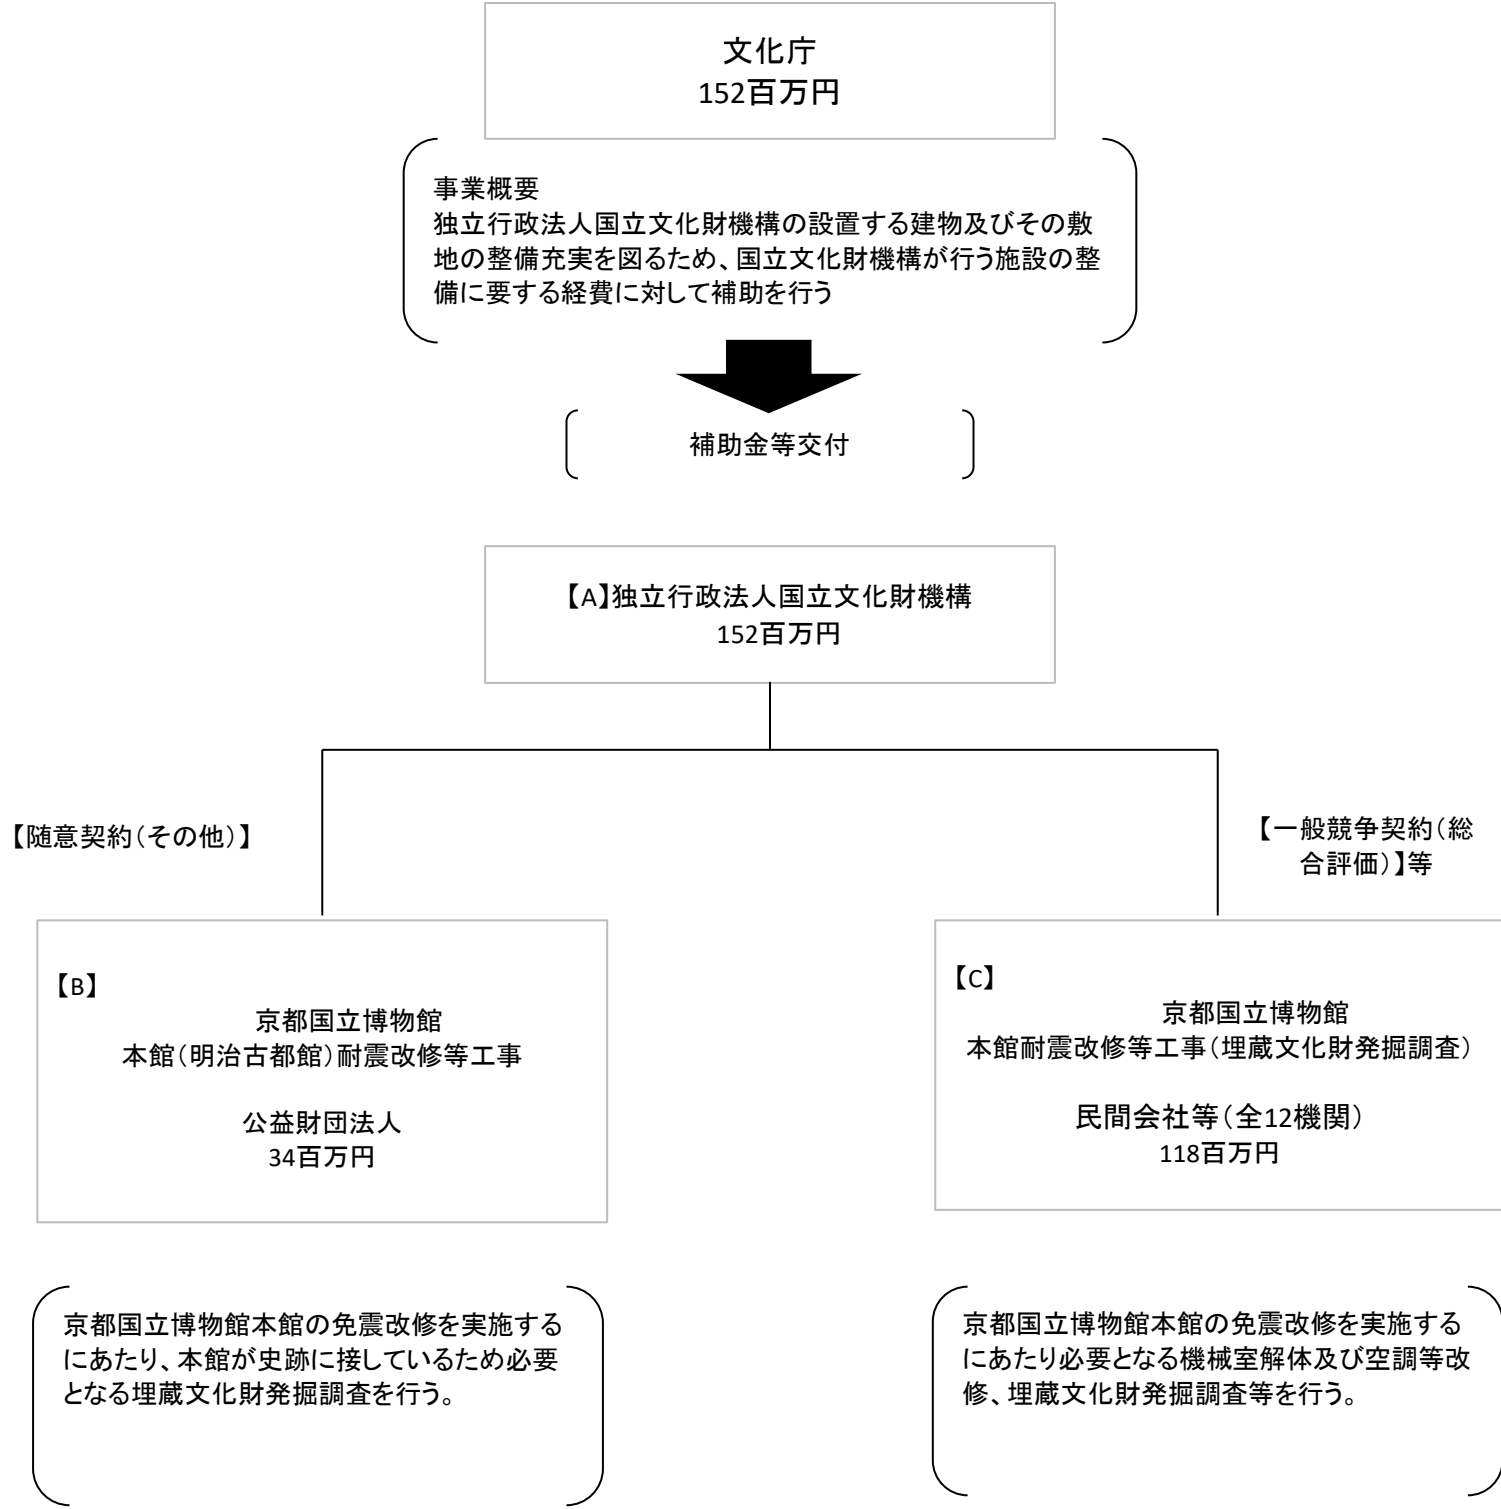 文化庁
152百万円
事業概要
独立行政法人国立文化財機構の設置する建物及びその敷
地の整備充実を図るため、国立文化財機構が行う施設の整
備に要する経費に対して補助を行う
補助金等交付
【A】独立行政法人国立文化財機構
152百万円
【随意契約(その他)】
【一般競争契約(総
合評価)】等
【B】
京都国立博物館
本館(明治古都館)耐震改修等工事
公益財団法人
34百万円
【C】
京都国立博物館
本館耐震改修等工事(埋蔵文化財発掘調査)
民間会社等(全12機関)
118百万円
京都国立博物館本館の免震改修を実施する
にあたり、本館が史跡に接しているため必要
となる埋蔵文化財発掘調査を行う。
京都国立博物館本館の免震改修を実施する
にあたり必要となる機械室解体及び空調等改
修、埋蔵文化財発掘調査等を行う。